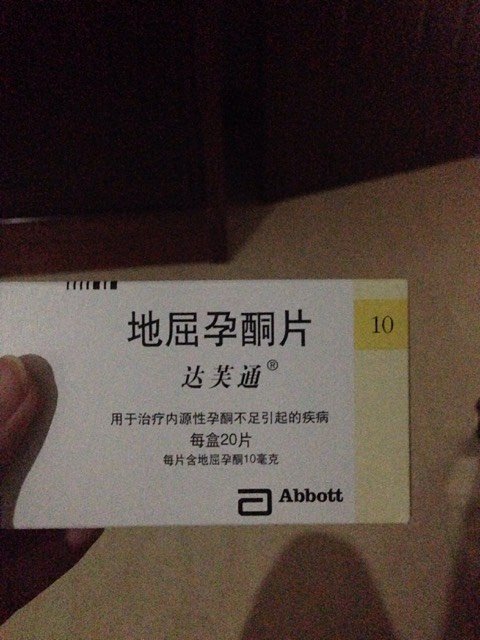 地屈孕酮片
10
达芙通®
用于治疗内源性孕酮不足引起的疾病
每盒20片
每片含地屈孕酮10毫克
Abbott